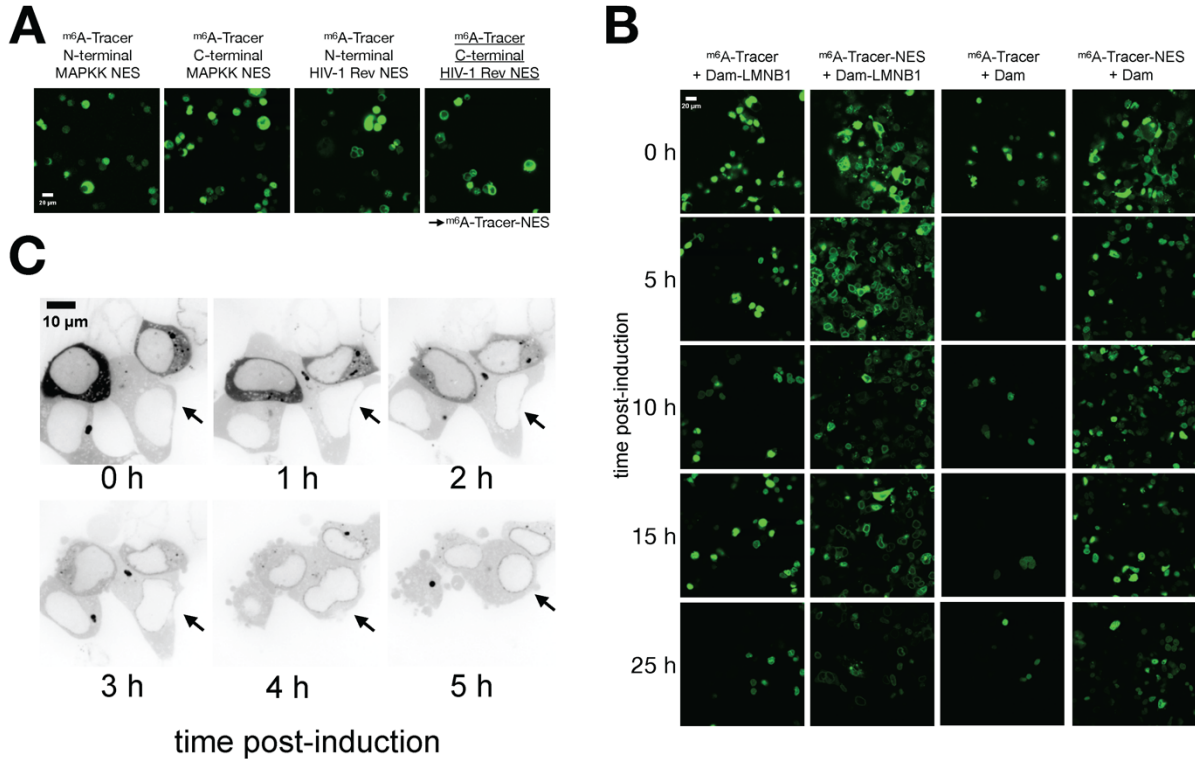 A
ᵐ⁶A-Tracer
N-terminal
MAPKK NES
ᵐ⁶A-Tracer
C-terminal
MAPKK NES
ᵐ⁶A-Tracer
N-terminal
HIV-1 Rev NES
ᵐ⁶A-Tracer
C-terminal
HIV-1 Rev NES
20 µm
→ᵐ⁶A-Tracer-NES
B
ᵐ⁶A-Tracer
+ Dam-LMNB1
ᵐ⁶A-Tracer-NES
+ Dam-LMNB1
ᵐ⁶A-Tracer
+ Dam
ᵐ⁶A-Tracer-NES
+ Dam
20 µm
20 µm
0 h
5 h
10 h
15 h
25 h
time post-induction
C
10 µm
0 h
1 h
2 h
3 h
4 h
5 h
time post-induction